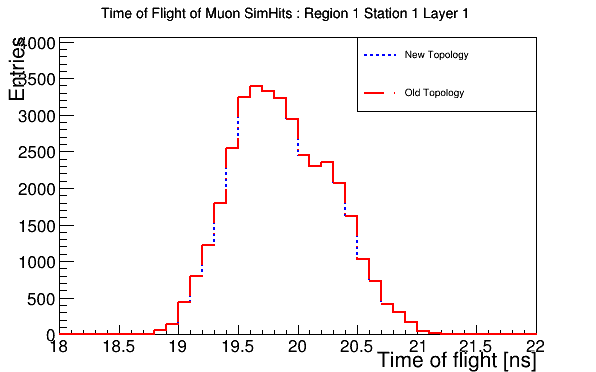 Time of Flight of Muon SimHits : Region 1 Station 1 Layer 1
Entries
4000
3500
3000
2500
2000
1500
1000
500
0
New Topology
Old Topology
18 18.5 19 19.5 20 20.5 21 21.5 22
Time of flight [ns]